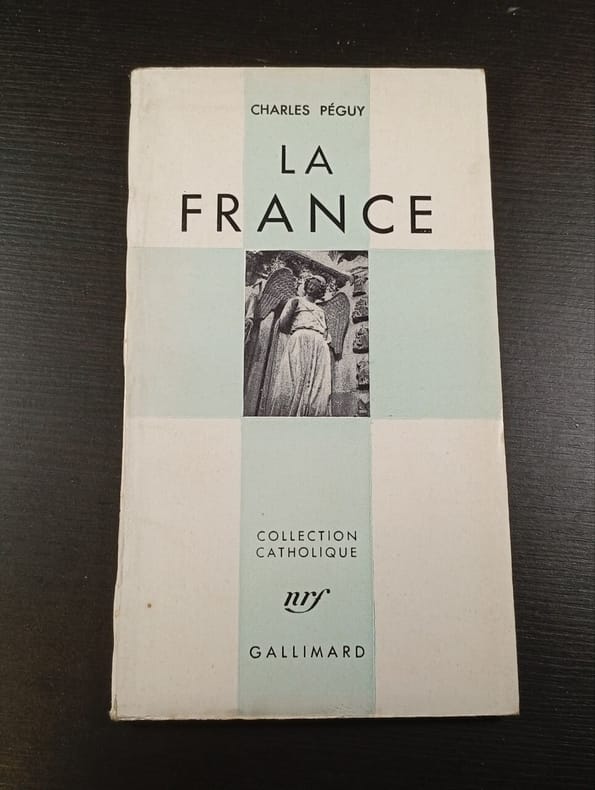 CHARLES PÉGUY
LA
FRANCE
COLLECTION
CATHOLIQUE
nrf
GALLIMARD